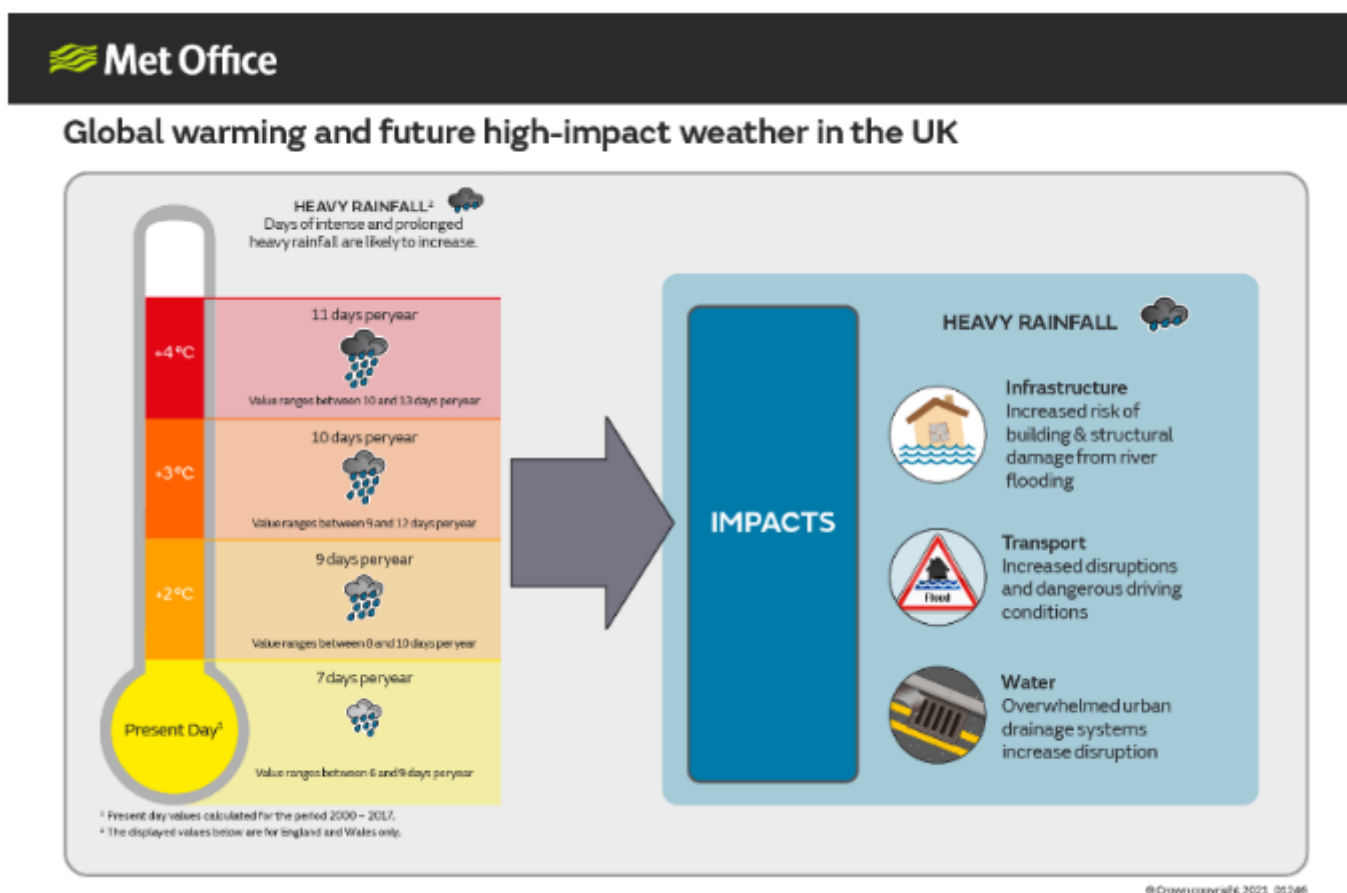 Met Office
Global warming and future high-impact weather in the UK
HEAVY RAINFALL²
Days of intense and prolonged
heavy rainfall are likely to increase.
+4°C
11 days per year
Value ranges between 10 and 13 days per year
+3°C
10 days per year
Value ranges between 9 and 12 days per year
+2°C
9 days per year
Value ranges between 8 and 10 days per year
Present Day¹
7 days per year
Value ranges between 6 and 9 days per year
¹ Present day values calculated for the period 2000 – 2017.
² The displayed values below are for England and Wales only.
IMPACTS
HEAVY RAINFALL
Infrastructure
Increased risk of
building & structural
damage from river
flooding
Flood
Transport
Increased disruptions
and dangerous driving
conditions
Water
Overwhelmed urban
drainage systems
increase disruption
© Crown copyright 2021 01246